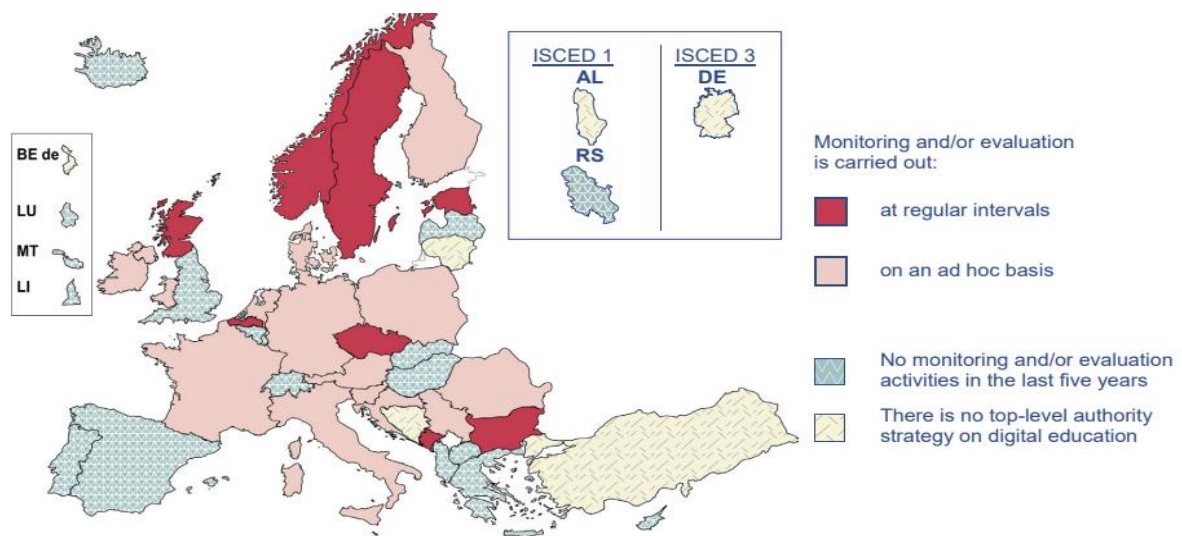 ISCED 1
ISCED 3
AL
DE
RS
BE de
LU
MT
LI
Monitoring and/or evaluation
is carried out:
at regular intervals
on an ad hoc basis
No monitoring and/or evaluation
activities in the last five years
There is no top-level authority
strategy on digital education